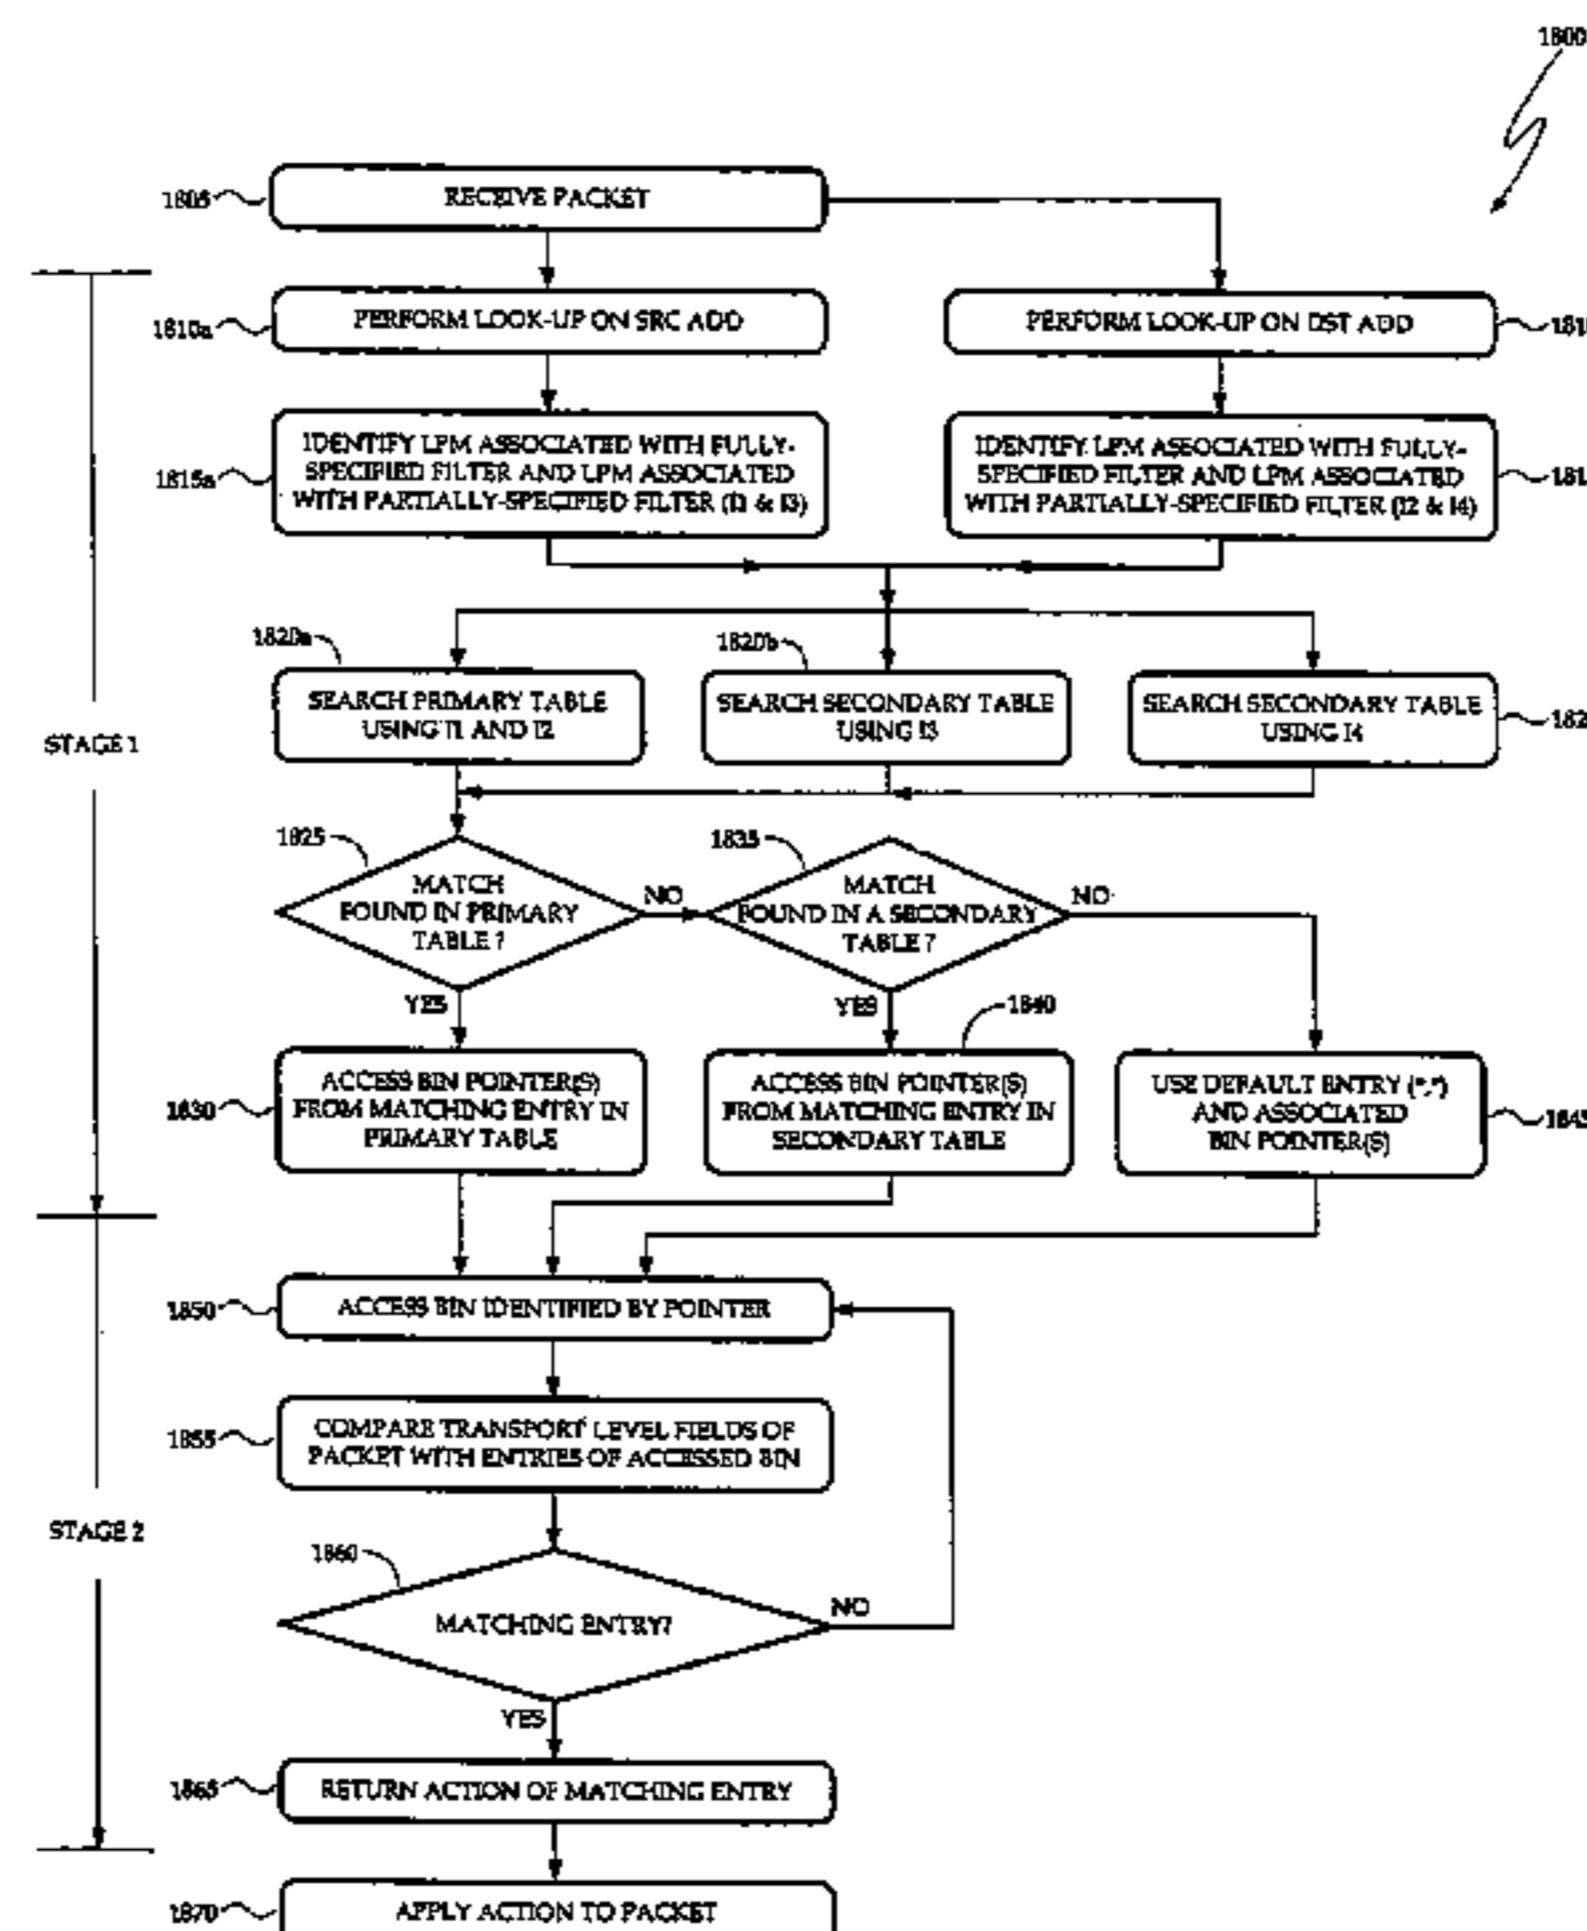 1800
1805
RECEIVE PACKET
1810a
PERFORM LOOK-UP ON SRC ADD
PERFORM LOOK-UP ON DST ADD
181
1815a
IDENTIFY LPM ASSOCIATED WITH FULLY-
SPECIFIED FILTER AND LPM ASSOCIATED
WITH PARTIALLY-SPECIFIED FILTER (I1 & I3)
IDENTIFY LPM ASSOCIATED WITH FULLY-
SPECIFIED FILTER AND LPM ASSOCIATED
WITH PARTIALLY-SPECIFIED FILTER (I2 & I4)
181
1820a
SEARCH PRIMARY TABLE
USING I1 AND I2
1820b
SEARCH SECONDARY TABLE
USING I3
SEARCH SECONDARY TABLE
USING I4
182
STAGE 1
1825
MATCH
FOUND IN PRIMARY
TABLE?
NO
YES
1835
MATCH
FOUND IN A SECONDARY
TABLE?
NO
YES
1830
ACCESS BIN POINTER(S)
FROM MATCHING ENTRY IN
PRIMARY TABLE
1840
ACCESS BIN POINTER(S)
FROM MATCHING ENTRY IN
SECONDARY TABLE
USE DEFAULT ENTRY (*,*)
AND ASSOCIATED
BIN POINTER(S)
1845
1850
ACCESS BIN IDENTIFIED BY POINTER
1855
COMPARE TRANSPORT LEVEL FIELDS OF
PACKET WITH ENTRIES OF ACCESSED BIN
STAGE 2
1860
MATCHING ENTRY?
NO
YES
1865
RETURN ACTION OF MATCHING ENTRY
1870
APPLY ACTION TO PACKET